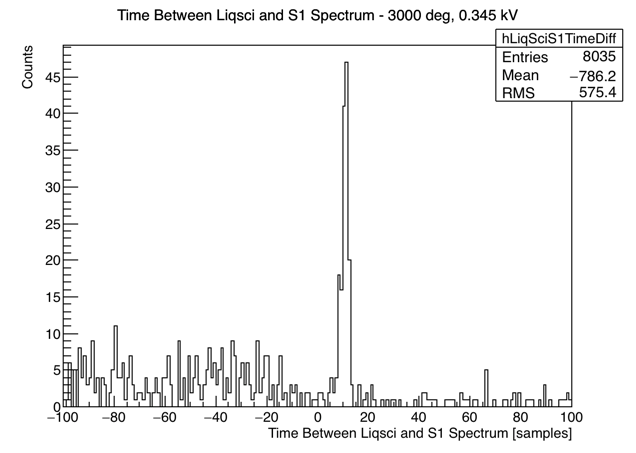 Time Between Liqsci and S1 Spectrum - 3000 deg, 0.345 kV
hLiqSciS1TimeDiff
Entries 8035
Mean −786.2
RMS 575.4
Counts
45
40
35
30
25
20
15
10
5
0
−100 −80 −60 −40 −20 0 20 40 60 80 100
Time Between Liqsci and S1 Spectrum [samples]